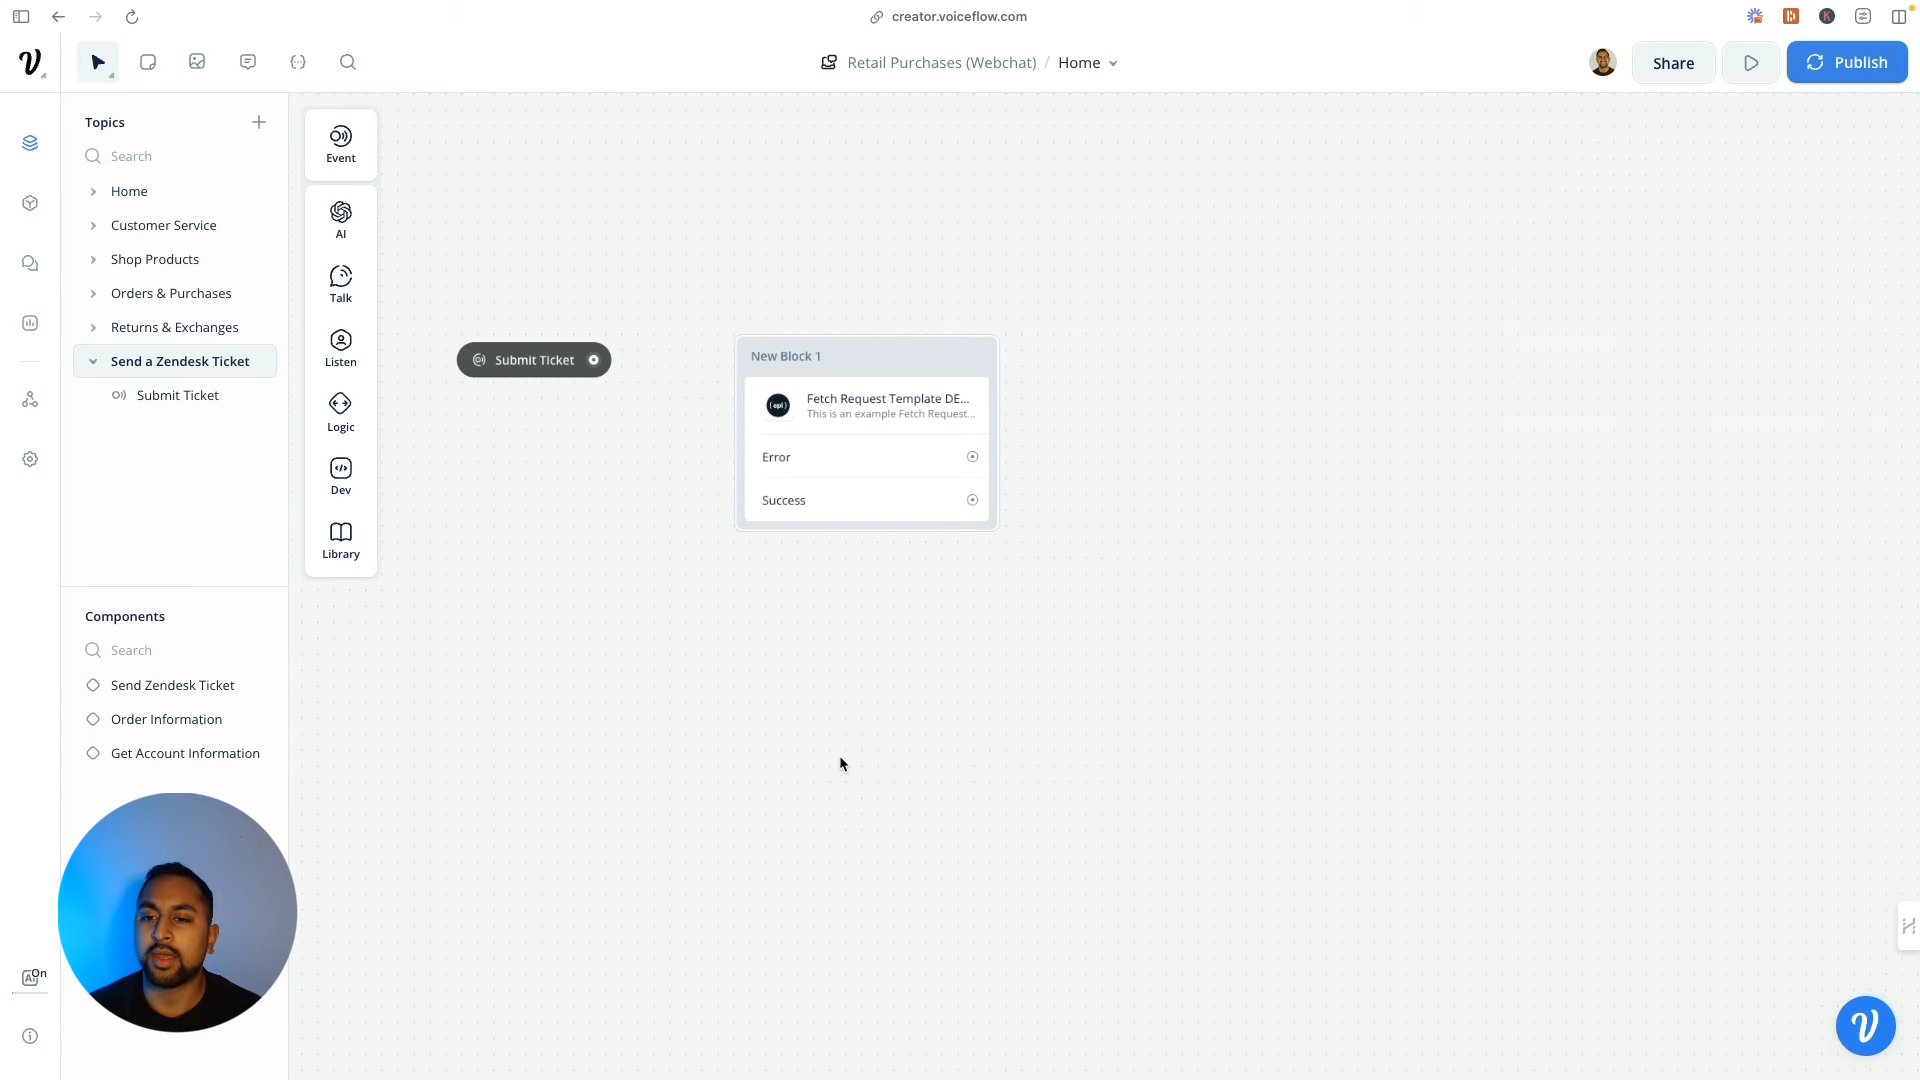 creator.voiceflow.com
Retail Purchases (Webchat) / Home
Share
Publish
Topics
Search
Home
Customer Service
Shop Products
Orders & Purchases
Returns & Exchanges
Send a Zendesk Ticket
Submit Ticket
Event
AI
Talk
Listen
Logic
Dev
Library
Submit Ticket
New Block 1
{api}
Fetch Request Template DE...
This is an example Fetch Request...
Error
Success
Components
Search
Send Zendesk Ticket
Order Information
Get Account Information
On